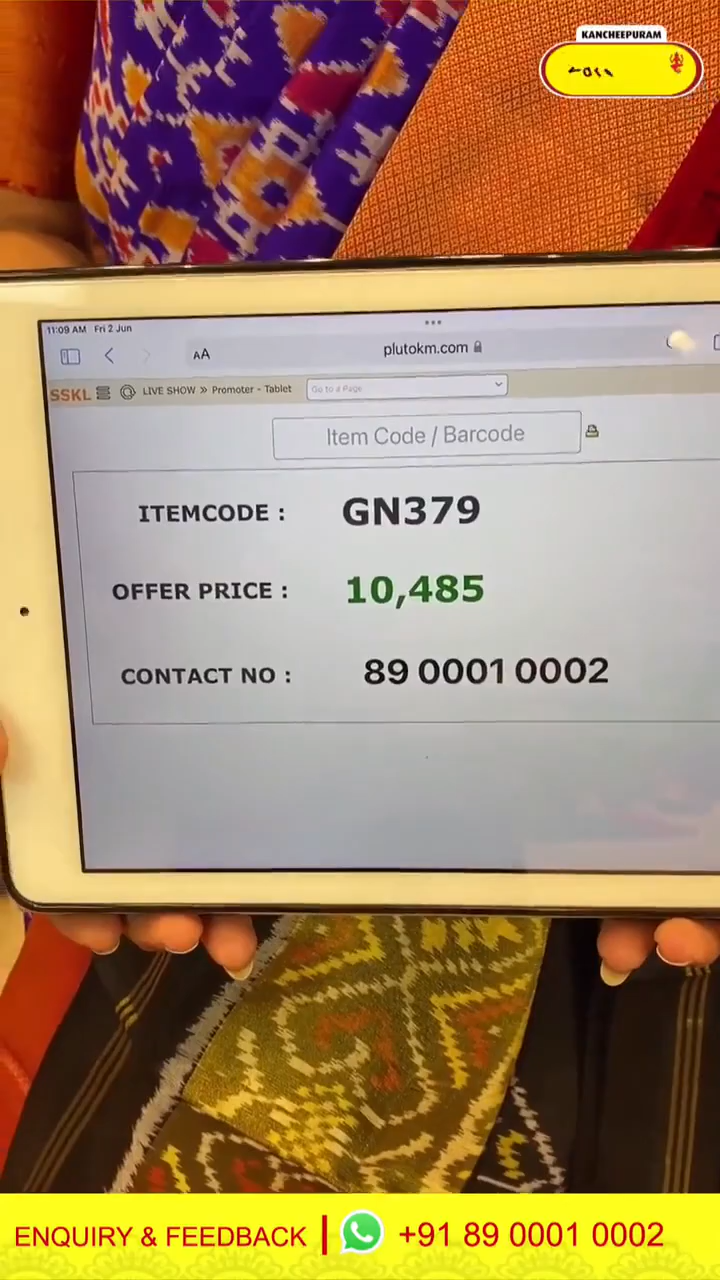 KANCHEEPURAM
11:09 AM Fri 2 Jun
AA
plutokm.com
SSKL
LIVE SHOW » Promoter - Tablet
Go to a Page
Item Code / Barcode
ITEMCODE : GN379
OFFER PRICE : 10,485
CONTACT NO : 89 0001 0002
ENQUIRY & FEEDBACK | +91 89 0001 0002